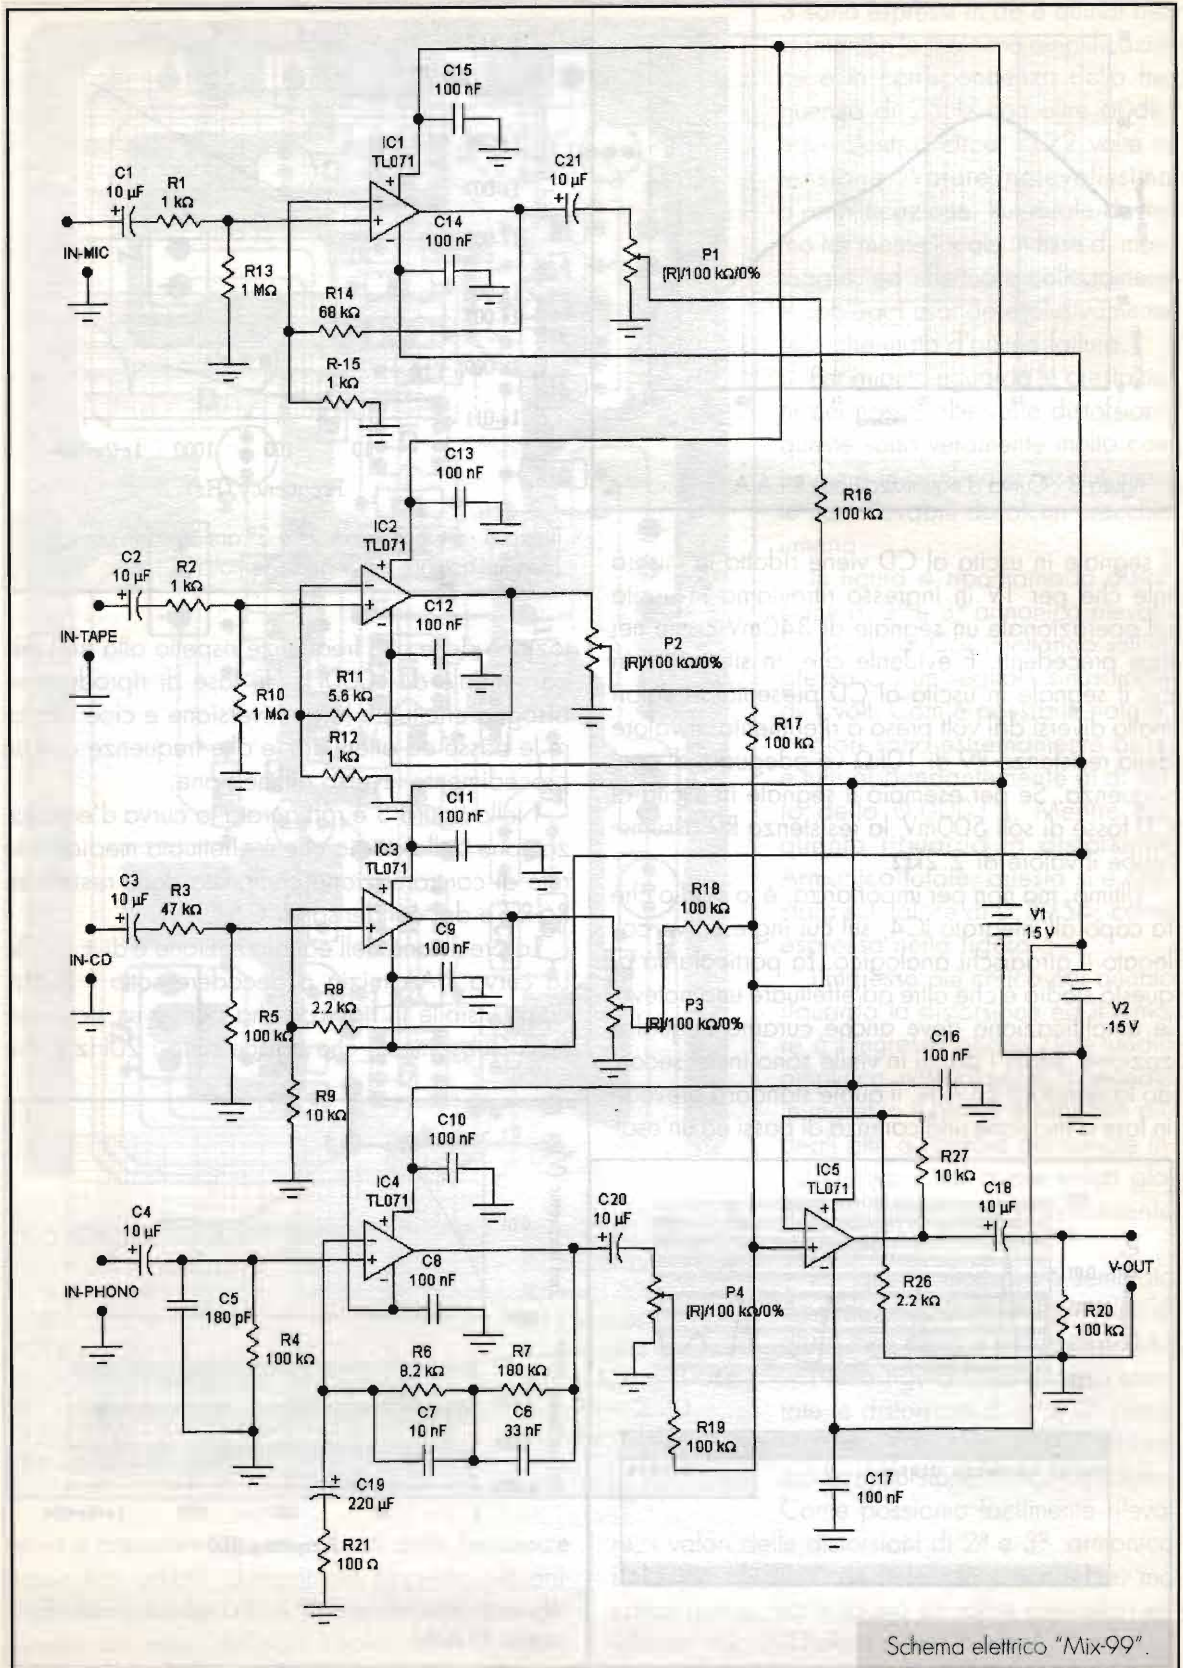 C15
100 nF
IC1
TL071
C1
10 µF
R1
1 kΩ
C21
10 µF
C14
100 nF
IN-MIC
R13
1 MΩ
P1
[R]/100 kΩ/0%
R14
68 kΩ
R-15
1 kΩ
C13
100 nF
R16
100 kΩ
IC2
TL071
C2
10 µF
R2
1 kΩ
C12
100 nF
IN-TAPE
P2
[R]/100 kΩ/0%
R10
1 MΩ
R11
5.6 kΩ
R12
1 kΩ
R17
100 kΩ
C11
100 nF
IC3
TL071
C3
10 µF
R3
47 kΩ
R18
100 kΩ
C9
100 nF
V1
15 V
IN-CD
R5
100 kΩ
R9
2.2 kΩ
P3
[R]/100 kΩ/0%
V2
15 V
C16
100 nF
R9
10 kΩ
C10
100 nF
R27
10 kΩ
IC4
TL071
IC5
TL071
C4
10 µF
C20
10 µF
C18
10 µF
C8
100 nF
IN-PHONO
C5
180 pF
R4
100 kΩ
P4
[R]/100 kΩ/0%
R26
2.2 kΩ
V-OUT
R20
100 kΩ
R6
8.2 kΩ
R7
180 kΩ
C7
10 nF
C6
33 nF
R19
100 kΩ
C19
220 µF
C17
100 nF
R21
100 Ω
Schema elettrico "Mix-99".